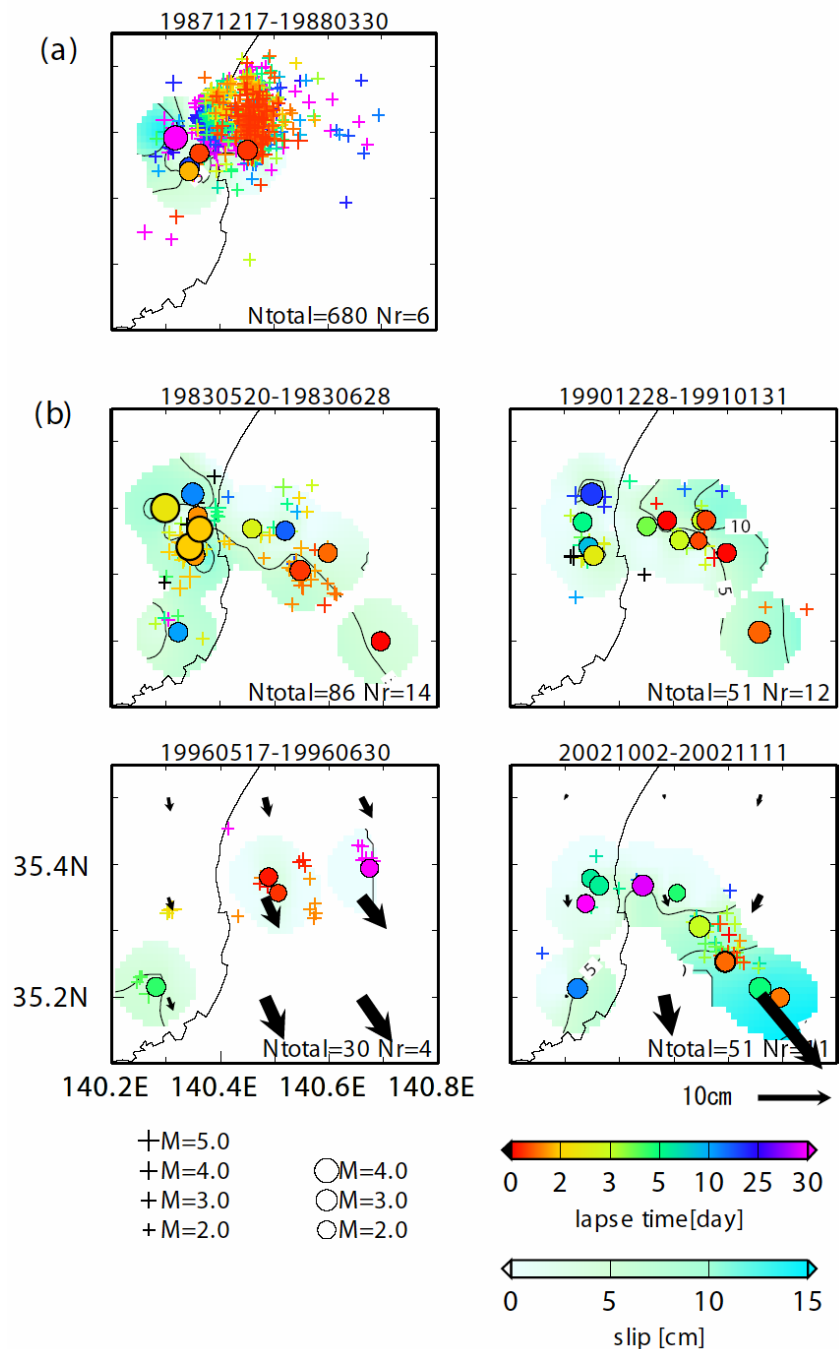 (a)
19871217-19880330
Ntotal=680 Nr=6
(b)
19830520-19830628
Ntotal=86 Nr=14
19901228-19910131
10
5
Ntotal=51 Nr=12
19960517-19960630
35.4N
35.2N
Ntotal=30 Nr=4
140.2E 140.4E 140.6E 140.8E
20021002-20021111
5
Ntotal=51 Nr=11
10cm
M=5.0
M=4.0
M=3.0
M=2.0
M=4.0
M=3.0
M=2.0
0 2 3 5 10 25 30
lapse time[day]
0 5 10 15
slip [cm]